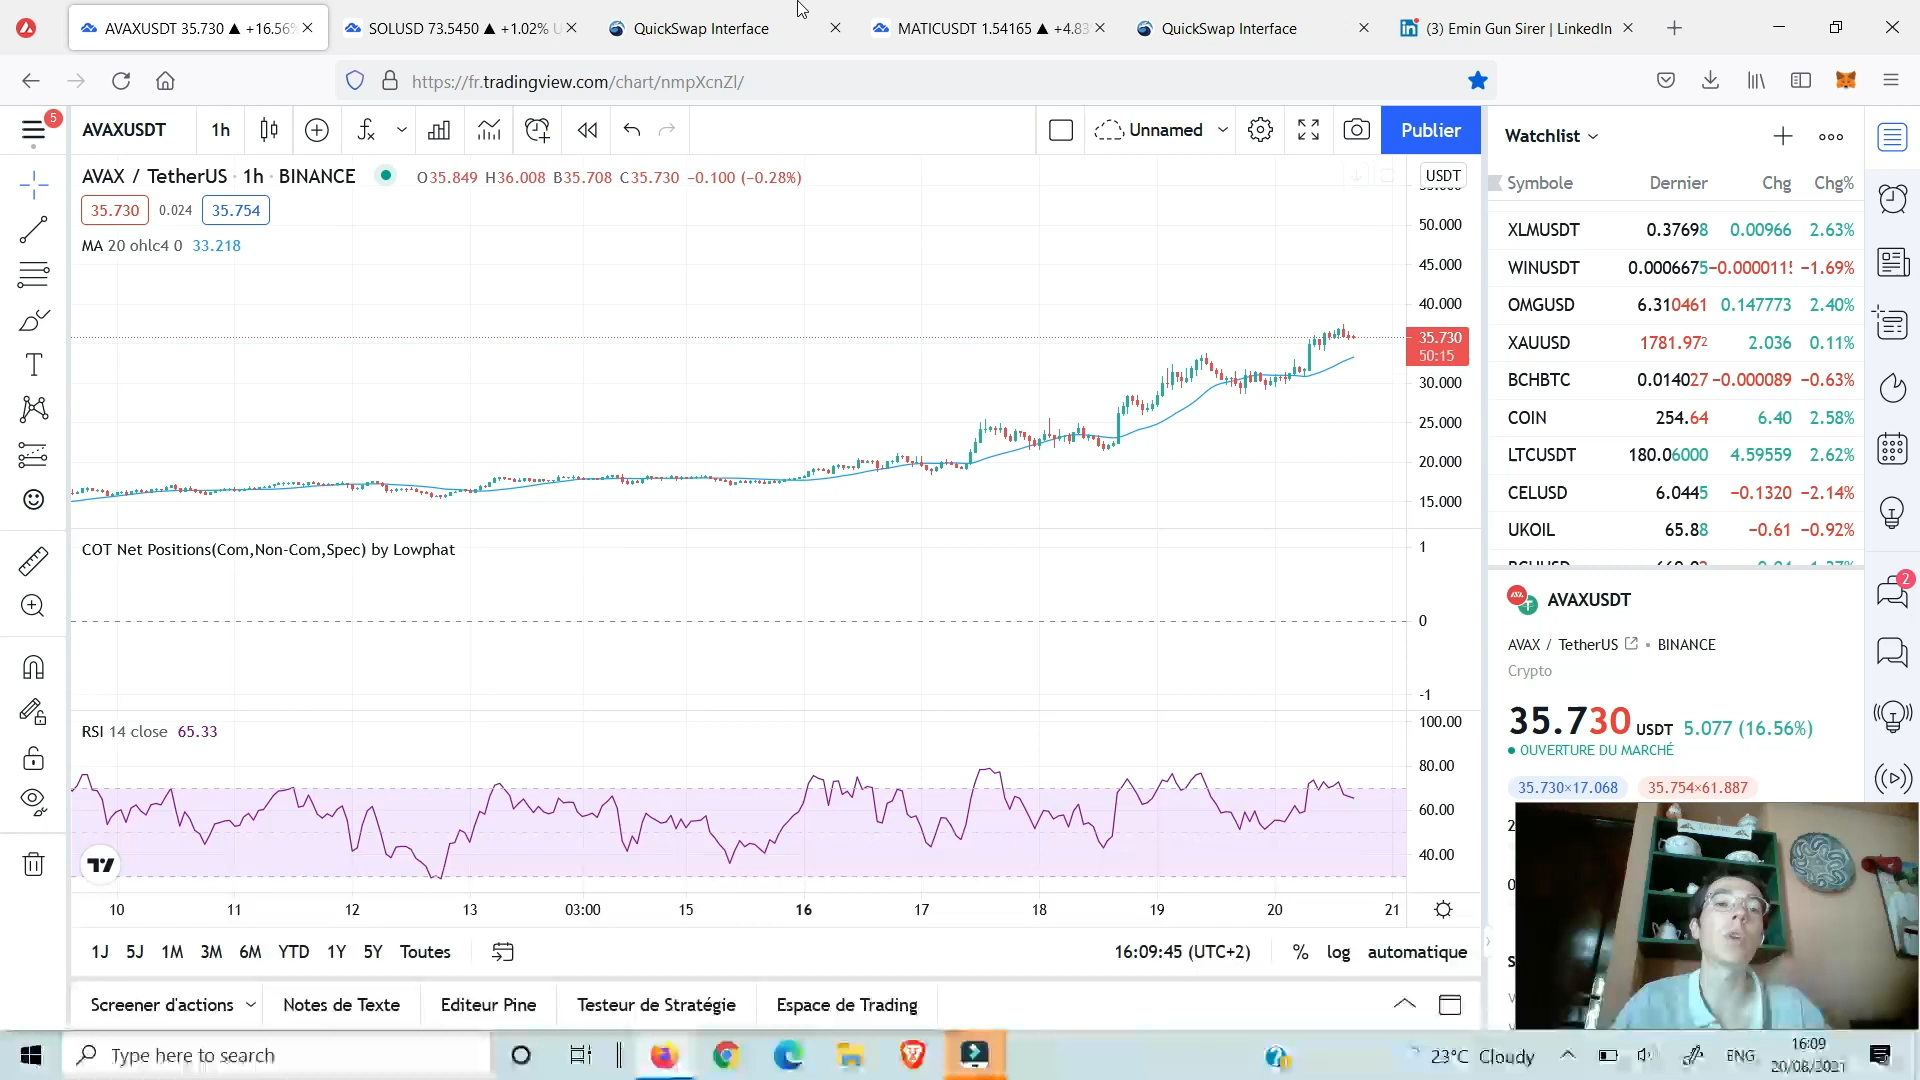 AVAXUSDT 35.730 ▲ +16.56%
SOLUSD 73.5450 ▲ +1.02% U
QuickSwap Interface
MATICUSDT 1.54165 ▲ +4.83
QuickSwap Interface
(3) Emin Gun Sirer | LinkedIn
https://fr.tradingview.com/chart/nmpXcnZl/
5
AVAXUSDT
1h
Unnamed
Publier
AVAX / TetherUS · 1h · BINANCE
O35.849 H36.008 B35.708 C35.730 −0.100 (−0.28%)
35.730
0.024
35.754
MA 20 ohlc4 0 33.218
USDT
50.000
45.000
40.000
35.730
50:15
30.000
25.000
20.000
15.000
COT Net Positions(Com,Non-Com,Spec) by Lowphat
1
0
-1
RSI 14 close 65.33
100.00
80.00
60.00
40.00
10 11 12 13 03:00 15 16 17 18 19 20 21
1J 5J 1M 3M 6M YTD 1Y 5Y Toutes
16:09:45 (UTC+2)
% log automatique
Screener d'actions
Notes de Texte
Editeur Pine
Testeur de Stratégie
Espace de Trading
Watchlist
Symbole Dernier Chg Chg%
XLMUSDT 0.37698 0.00966 2.63%
WINUSDT 0.0006675 −0.000011 −1.69%
OMGUSD 6.310461 0.147773 2.40%
XAUUSD 1781.972 2.036 0.11%
BCHBTC 0.014027 −0.000089 −0.63%
COIN 254.64 6.40 2.58%
LTCUSDT 180.06000 4.59559 2.62%
CELUSD 6.0445 −0.1320 −2.14%
UKOIL 65.88 −0.61 −0.92%
AVAXUSDT
AVAX / TetherUS • BINANCE
Crypto
35.730 USDT 5.077 (16.56%)
OUVERTURE DU MARCHÉ
35.730×17.068 35.754×61.887
2
Type here to search
23°C Cloudy
ENG
16:09
20/08/2021